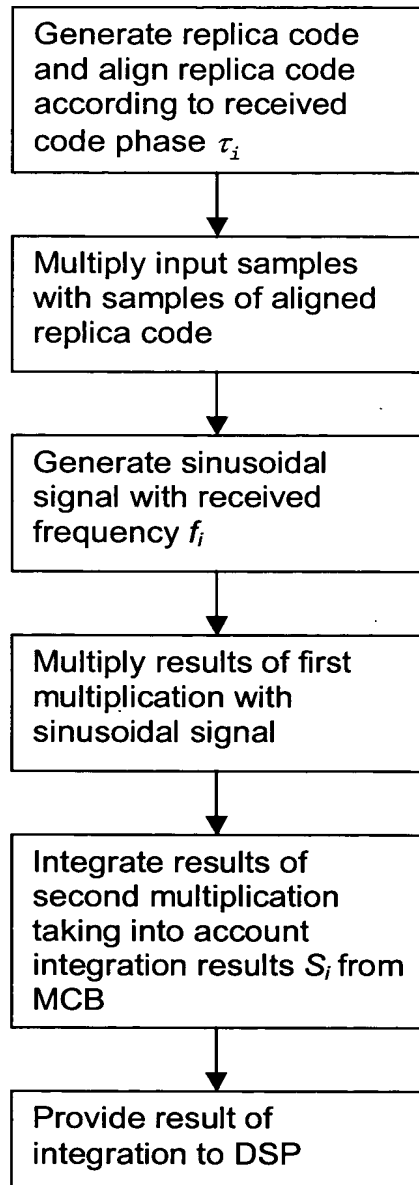 Generate replica code
and align replica code
according to received
code phase τi
Multiply input samples
with samples of aligned
replica code
Generate sinusoidal
signal with received
frequency fi
Multiply results of first
multiplication with
sinusoidal signal
Integrate results of
second multiplication
taking into account
integration results Si from
MCB
Provide result of
integration to DSP